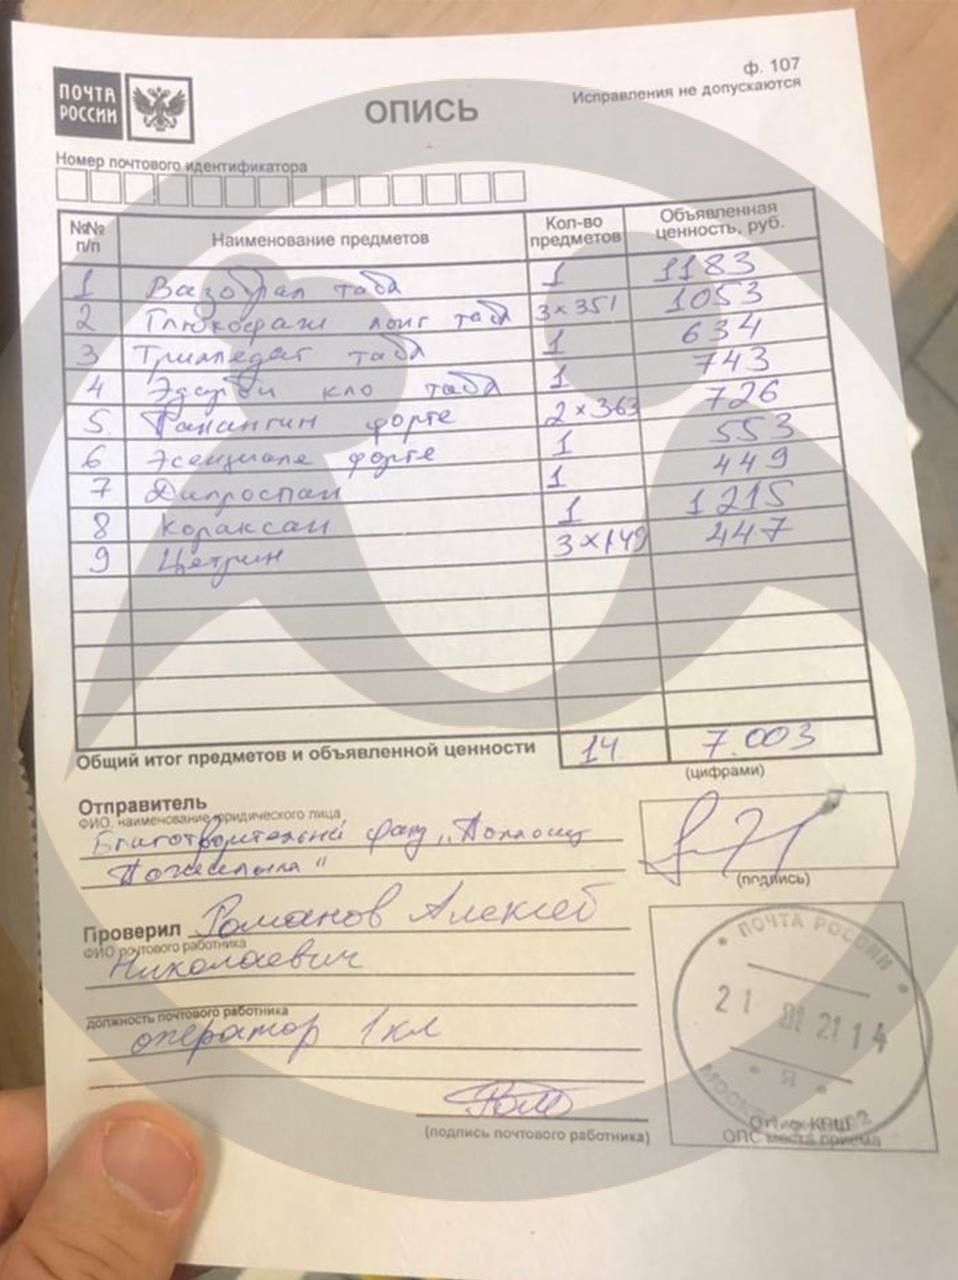 ПОЧТА
РОССИИ
ОПИСЬ
ф. 107
Исправления не допускаются
Номер почтового идентификатора
№№ п/п Наименование предметов Кол-во предметов Объявленная ценность, руб.
1 Вазобрал табл 1 1183
2 Глюкофаж лонг табл 3×351 1053
3 табл 1 634
4 Эдарби кло табл 1 743
5 Панангин форте 2×363 726
6 Эсенциале форте 1 553
7 Дипроспан 1 449
8 Кораксан 1 1215
9 Цетрин 3×149 447
Общий итог предметов и объявленной ценности 14 7.003
(цифрами)
Отправитель
ФИО, наименование юридического лица
Благотворительный фонд „Помощь
(подпись)
Проверил Романов Алексей
ФИО почтового работника
Николаевич
должность почтового работника
оператор 1 кл
(подпись почтового работника)
ПОЧТА РОССИИ
21 21 14
Я
МОСКВА
Оттиск КПШ
ОПС места приема